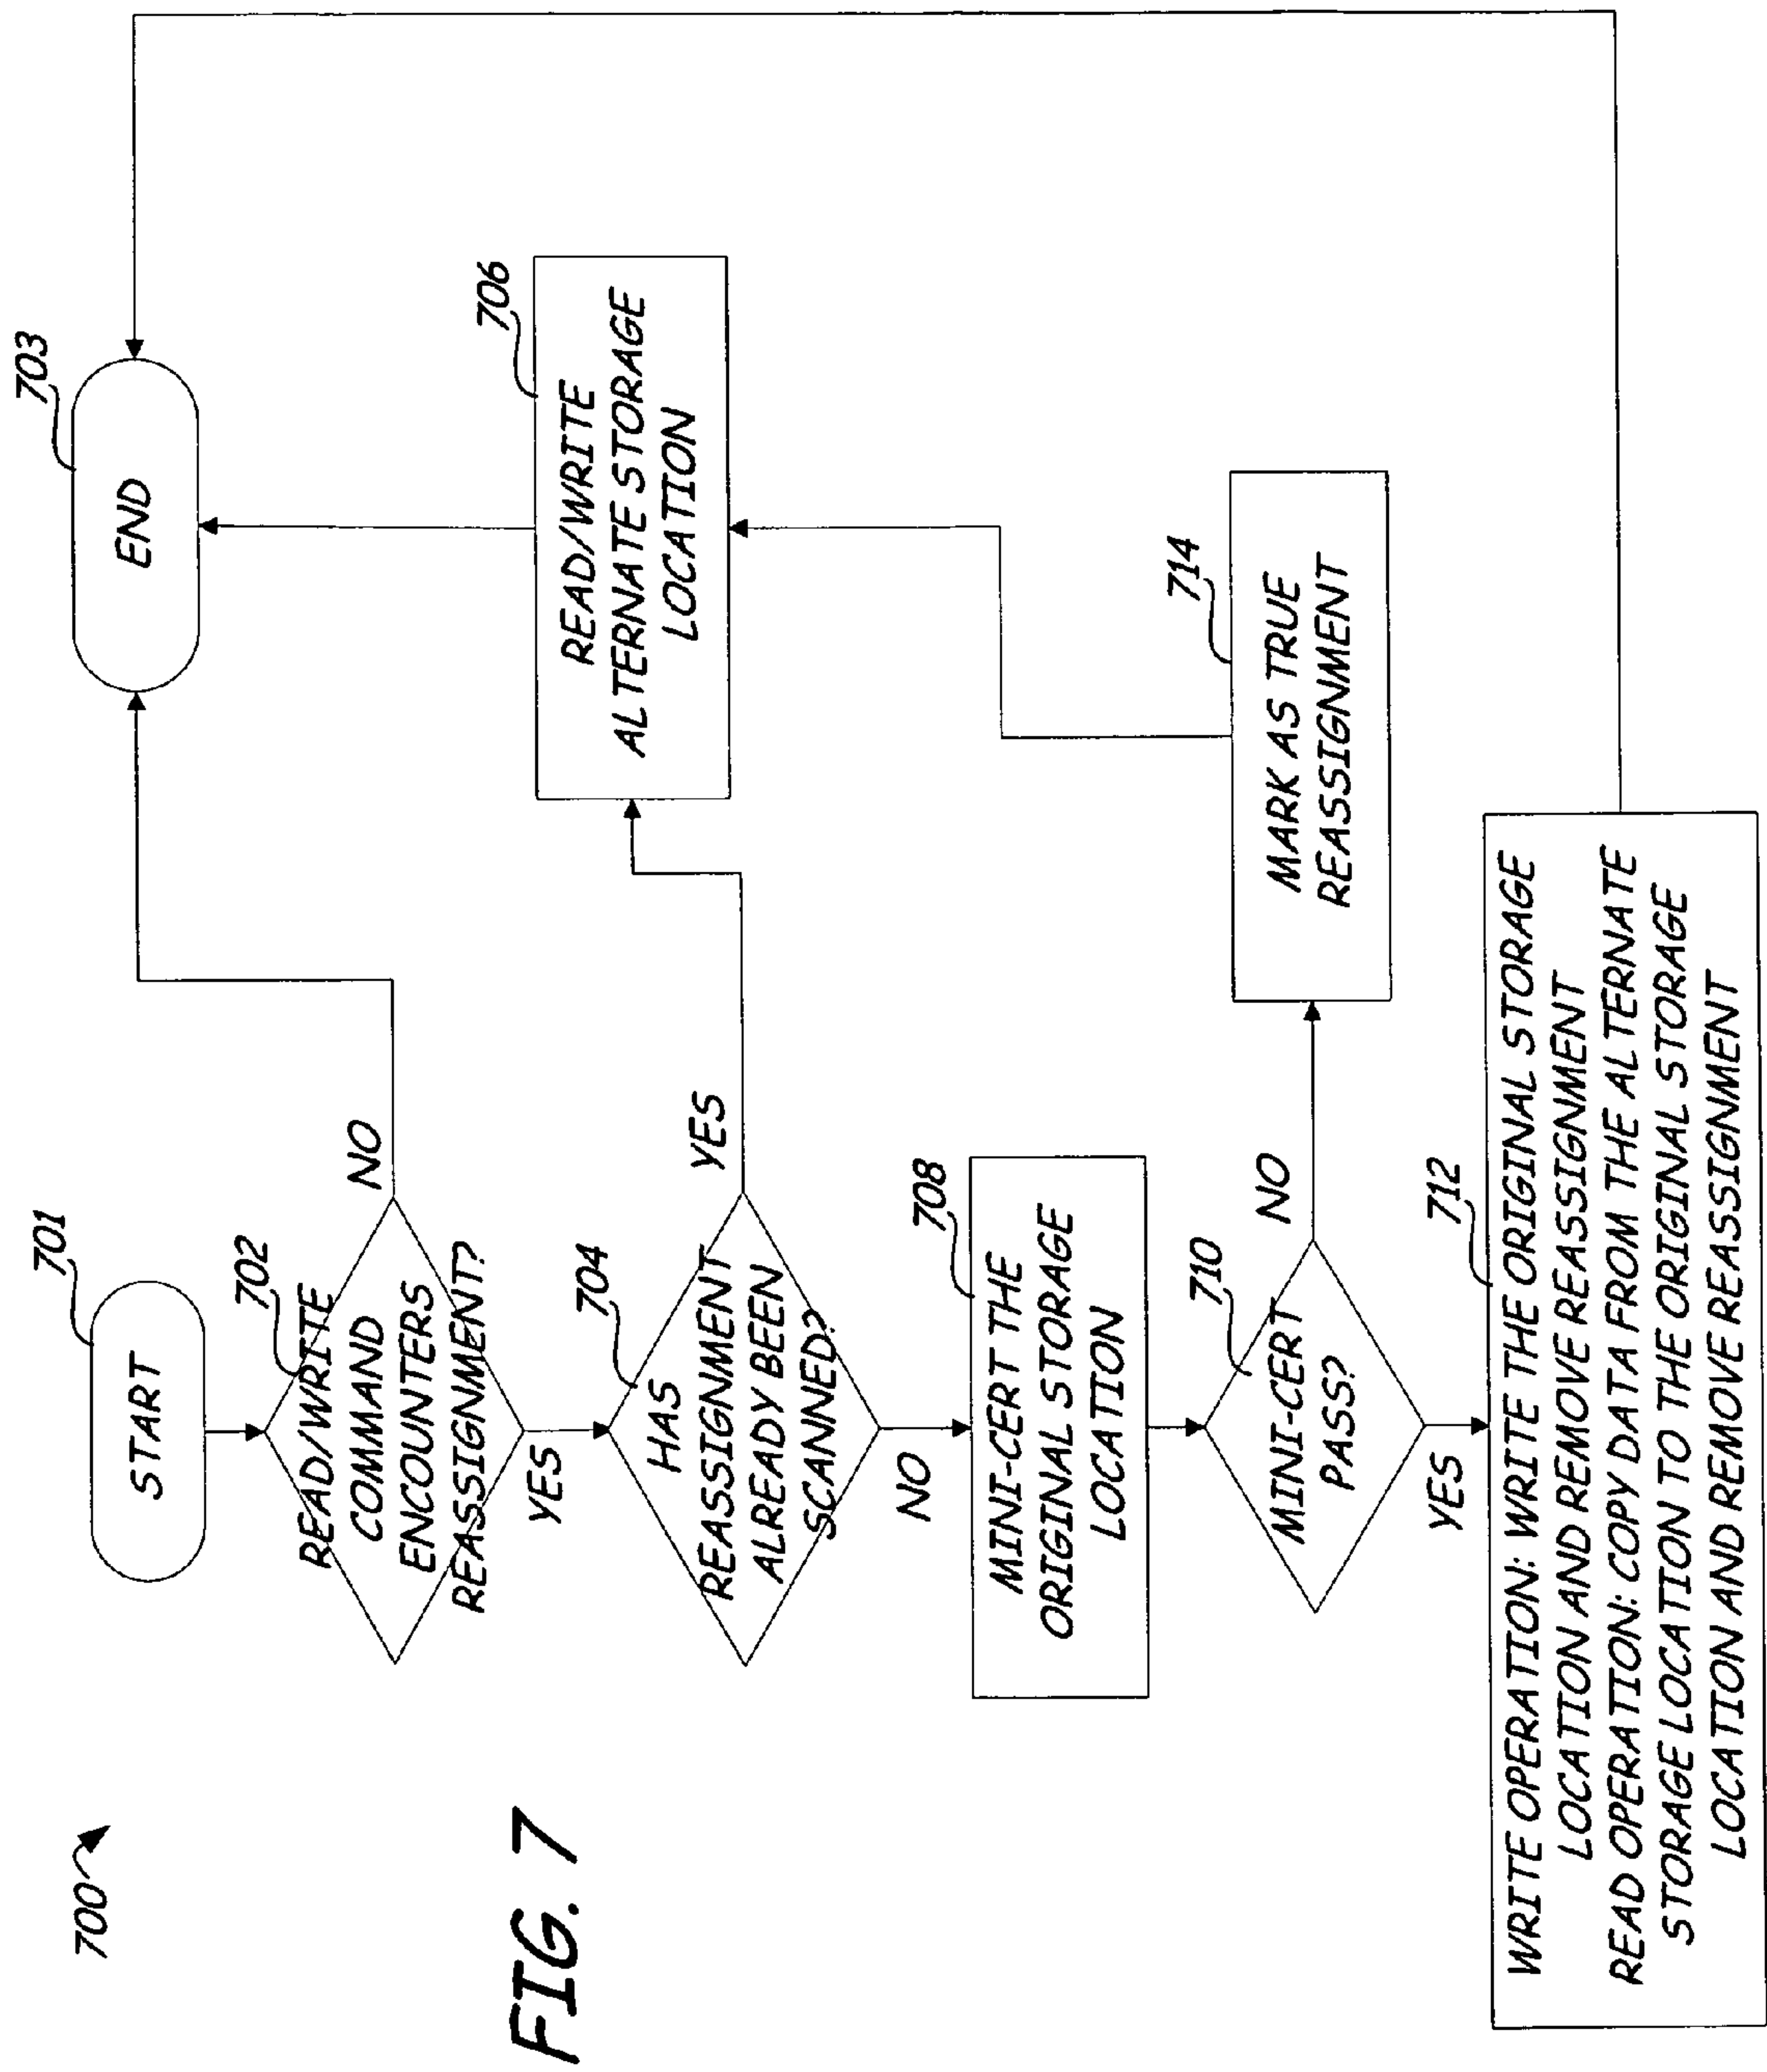 700
701
START
702
READ/WRITE
COMMAND
ENCOUNTERS
REASSIGNMENT?
NO
YES
703
END
704
HAS
REASSIGNMENT
ALREADY BEEN
SCANNED?
YES
NO
706
READ/WRITE
ALTERNATE STORAGE
LOCATION
708
MINI-CERT THE
ORIGINAL STORAGE
LOCATION
710
MINI-CERT
PASS?
NO
YES
714
MARK AS TRUE
REASSIGNMENT
712
WRITE OPERATION: WRITE THE ORIGINAL STORAGE
LOCATION AND REMOVE REASSIGNMENT
READ OPERATION: COPY DATA FROM THE ALTERNATE
STORAGE LOCATION TO THE ORIGINAL STORAGE
LOCATION AND REMOVE REASSIGNMENT
FIG. 7